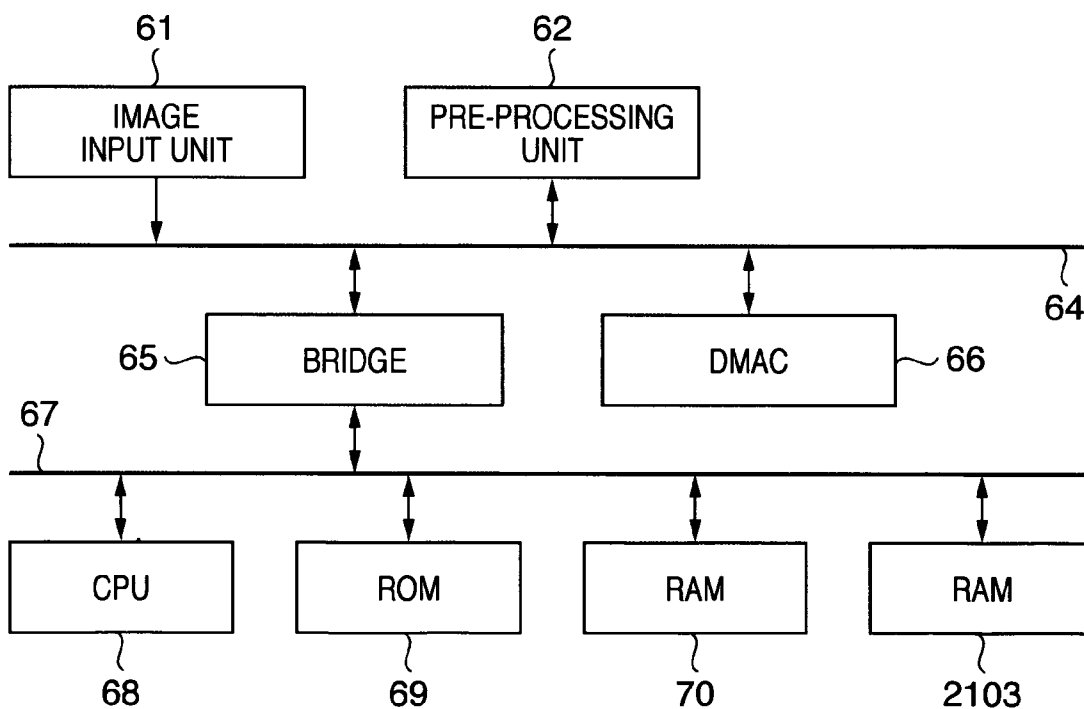 61
62
IMAGE
INPUT UNIT
PRE-PROCESSING
UNIT
64
65
BRIDGE
DMAC
66
67
CPU
ROM
RAM
RAM
68
69
70
2103